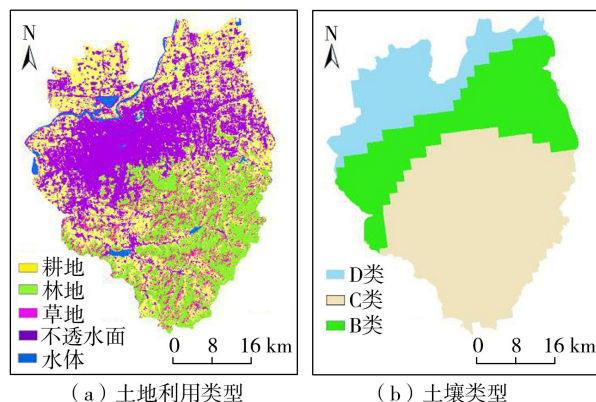 N
耕地
林地
草地
不透水面
水体
0 8 16 km
(a)土地利用类型
N
D类
C类
B类
0 8 16 km
(b)土壤类型